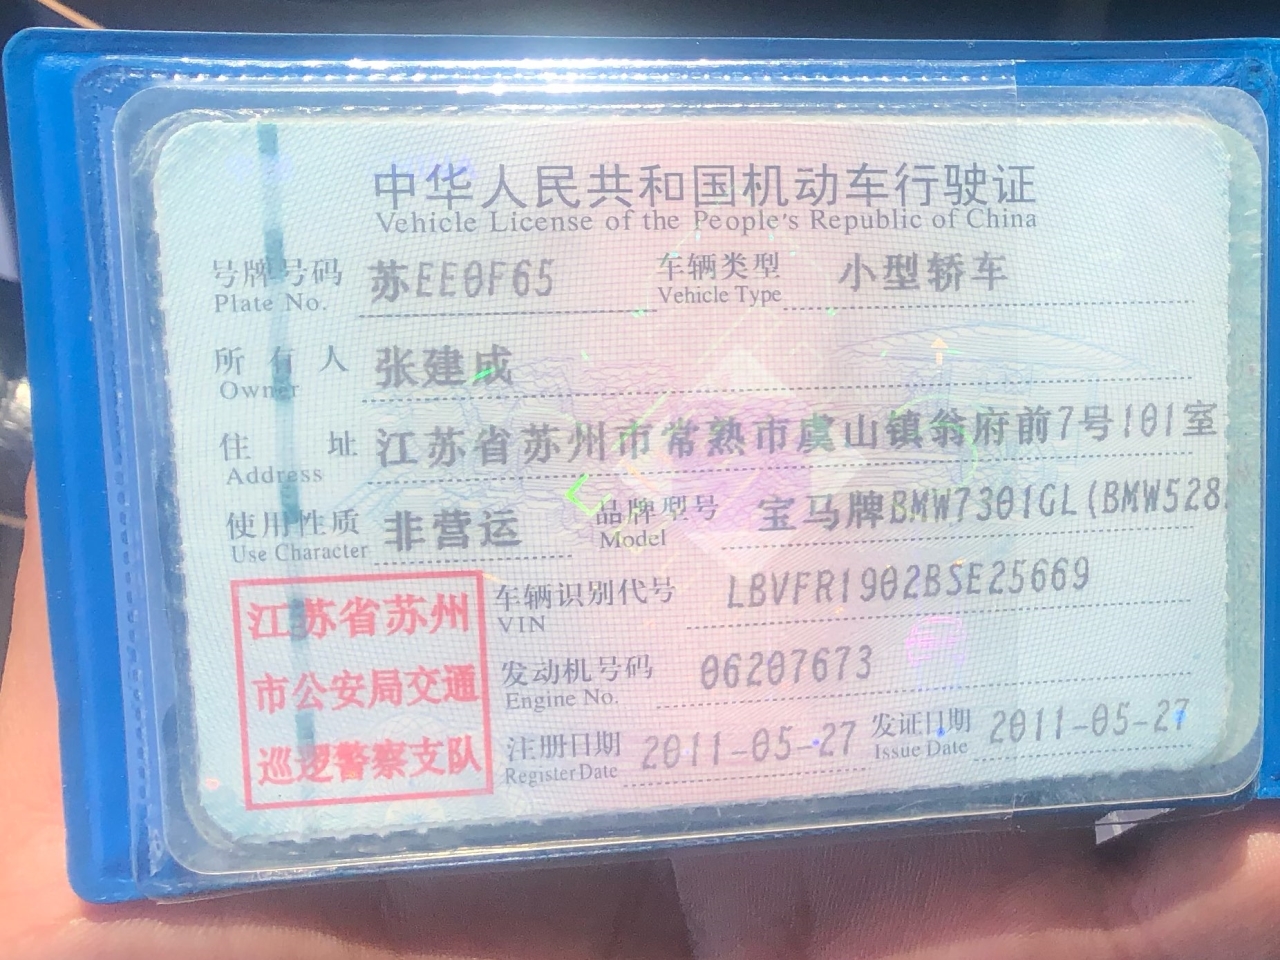 中华人民共和国机动车行驶证
Vehicle License of the People's Republic of China
号牌号码 苏EE0F65 车辆类型 小型轿车
Plate No. Vehicle Type
所有人 张建成
Owner
住址 江苏省苏州市常熟市虞山镇翁府前7号101室
Address
使用性质 非营运 品牌型号 宝马牌BMW7301GL(BMW528
Use Character Model
江苏省苏州
市公安局交通
巡逻警察支队
车辆识别代号 LBVFR1902BSE25669
VIN
发动机号码 06207673
Engine No.
注册日期 2011-05-27 发证日期 2011-05-27
Register Date Issue Date